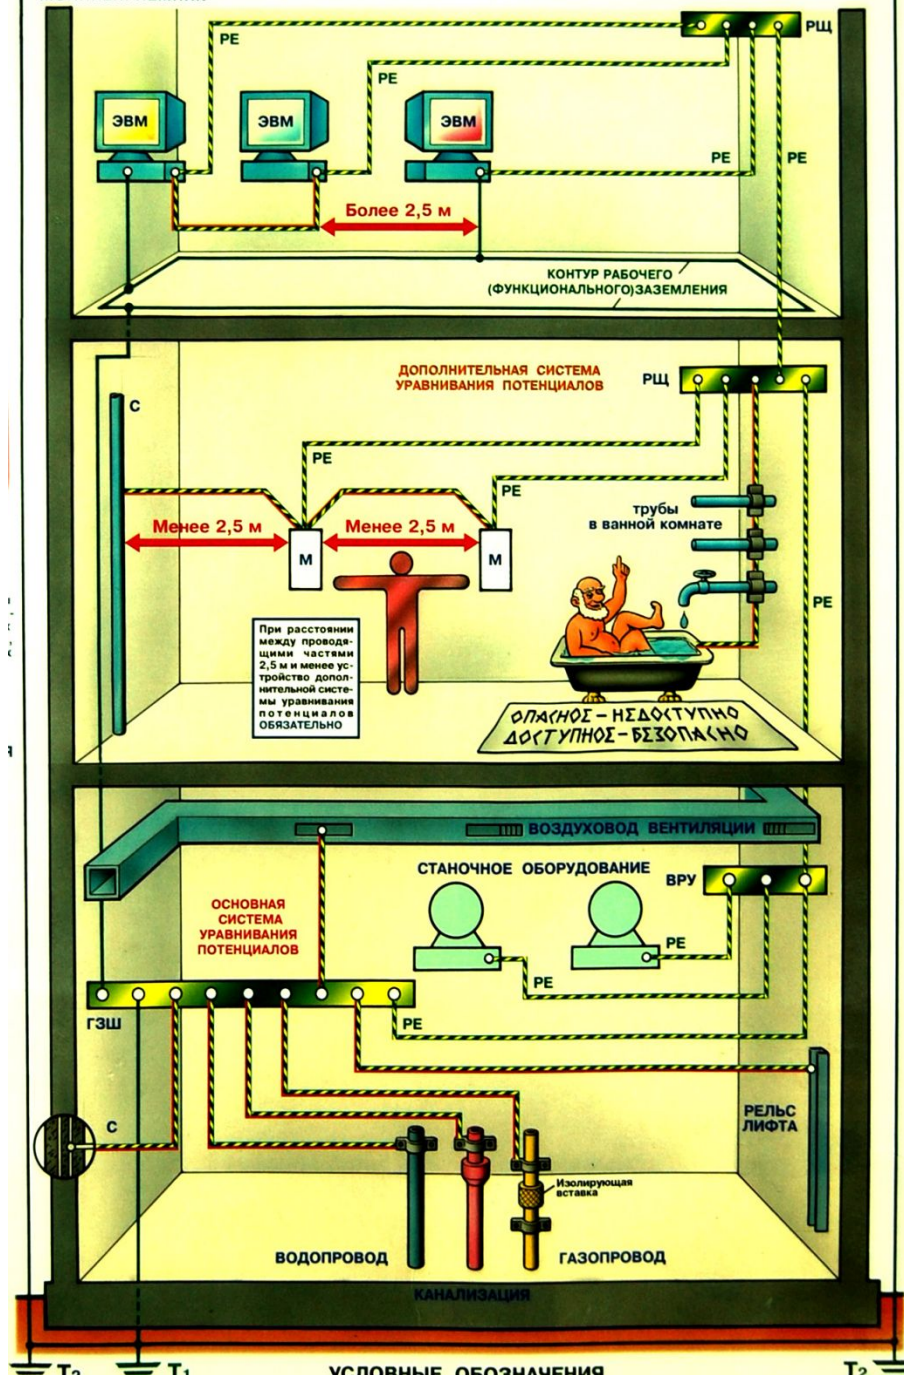 РЩ
РЕ
РЕ
ЭВМ
ЭВМ
ЭВМ
РЕ
РЕ
Более 2,5 м
КОНТУР РАБОЧЕГО
(ФУНКЦИОНАЛЬНОГО)ЗАЗЕМЛЕНИЯ
ДОПОЛНИТЕЛЬНАЯ СИСТЕМА
УРАВНИВАНИЯ ПОТЕНЦИАЛОВ
РЩ
С
РЕ
РЕ
трубы
в ванной комнате
Менее 2,5 м
Менее 2,5 м
М
М
РЕ
При расстоянии
между проводя-
щими частями
2,5 м и менее ус-
тройство допол-
нительной систе-
мы уравнивания
потенциалов
ОБЯЗАТЕЛЬНО
ОПАСНОЕ – НЕДОСТУПНО
ДОСТУПНОЕ – БЕЗОПАСНО
ВОЗДУХОВОД ВЕНТИЛЯЦИИ
СТАНОЧНОЕ ОБОРУДОВАНИЕ
ВРУ
ОСНОВНАЯ
СИСТЕМА
УРАВНИВАНИЯ
ПОТЕНЦИАЛОВ
РЕ
РЕ
ГЗШ
РЕ
С
РЕЛЬС
ЛИФТА
Изолирующая
вставка
ВОДОПРОВОД
ГАЗОПРОВОД
КАНАЛИЗАЦИЯ
Т2
Т1
УСЛОВНЫЕ ОБОЗНАЧЕНИЯ
Т2